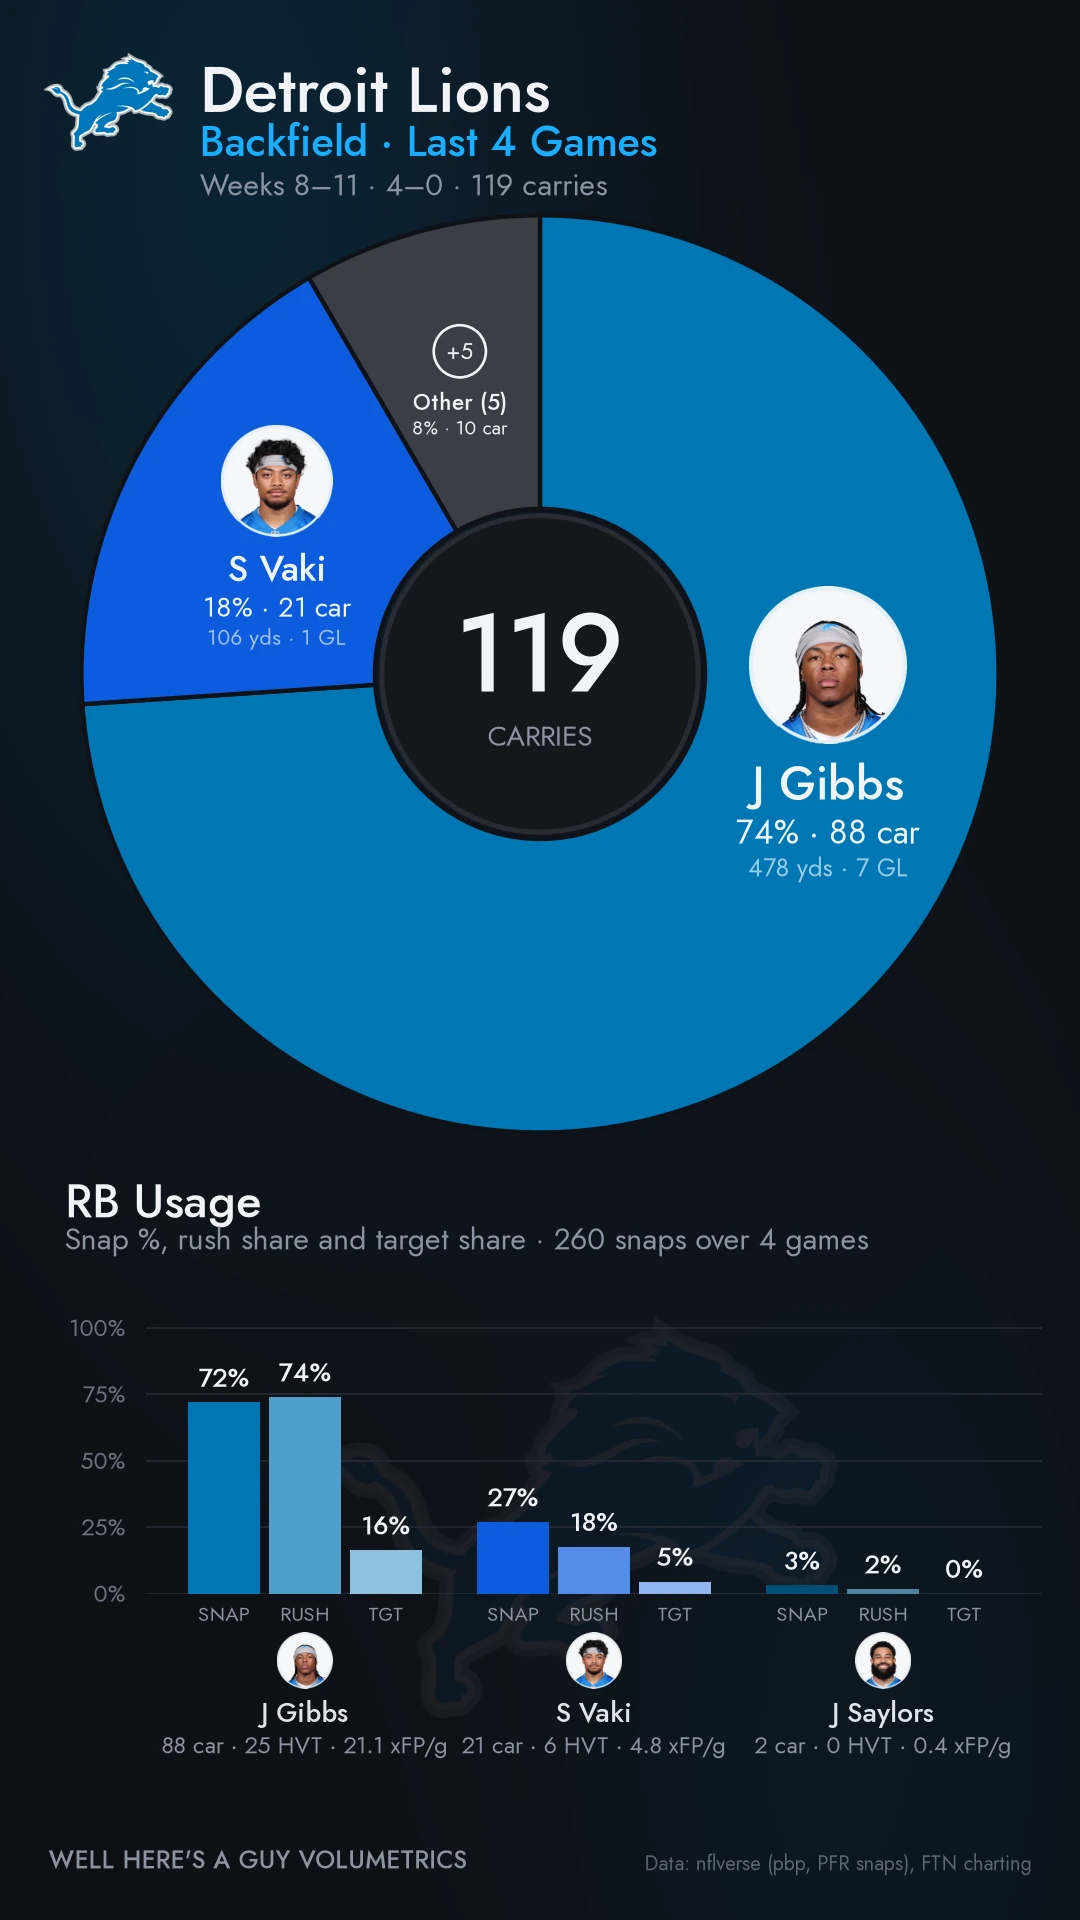 Detroit Lions
Backfield · Last 4 Games
Weeks 8–11 · 4–0 · 119 carries
+5
Other (5)
8% · 10 car
S Vaki
18% · 21 car
106 yds · 1 GL
119
CARRIES
J Gibbs
74% · 88 car
478 yds · 7 GL
RB Usage
Snap %, rush share and target share · 260 snaps over 4 games
100%
75%
50%
25%
0%
72% 74% 16% 27% 18% 5% 3% 2% 0%
SNAP RUSH TGT SNAP RUSH TGT SNAP RUSH TGT
J Gibbs S Vaki J Saylors
88 car · 25 HVT · 21.1 xFP/g 21 car · 6 HVT · 4.8 xFP/g 2 car · 0 HVT · 0.4 xFP/g
WELL HERE'S A GUY VOLUMETRICS
Data: nflverse (pbp, PFR snaps), FTN charting